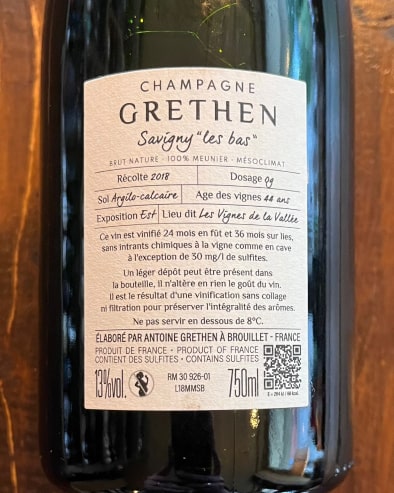 CHAMPAGNE
GRETHEN
Savigny "les bas"
BRUT NATURE - 100% MEUNIER - MÉSOCLIMAT
Récolte 2018 Dosage 0g
Sol Argilo-calcaire Age des vignes 44 ans
Exposition Est Lieu dit Les Vignes de la Vallée
Ce vin est vinifié 24 mois en fût et 36 mois sur lies,
sans intrants chimiques à la vigne comme en cave
à l'exception de 30 mg/l de sulfites.
Un léger dépôt peut être présent dans
la bouteille, il n'altère en rien le goût du vin.
Il est le résultat d'une vinification sans collage
ni filtration pour préserver l'intégralité des arômes.
Ne pas servir en dessous de 8°C.
ÉLABORÉ PAR ANTOINE GRETHEN À BROUILLET - FRANCE
PRODUIT DE FRANCE • PRODUCT OF FRANCE
CONTIENT DES SULFITES • CONTAINS SULFITES
13%vol. RM 30 926-01 750ml
L18MMSB